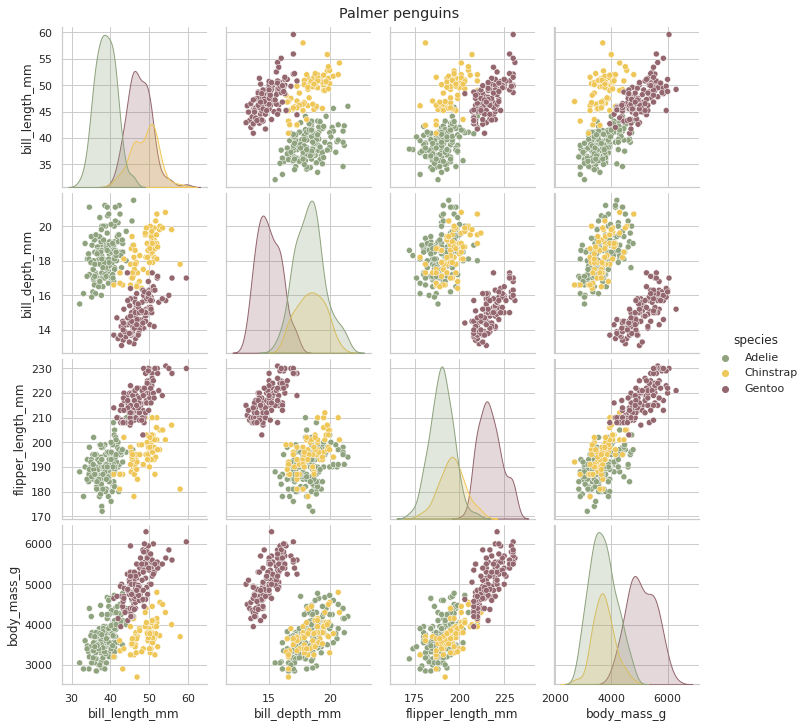 Palmer penguins
bill_length_mm
60
55
50
45
40
35
bill_depth_mm
20
18
16
14
flipper_length_mm
230
220
210
200
190
180
170
body_mass_g
6000
5000
4000
3000
30 40 50 60
bill_length_mm
15 20
bill_depth_mm
175 200 225
flipper_length_mm
2000 4000 6000
body_mass_g
species
Adelie
Chinstrap
Gentoo